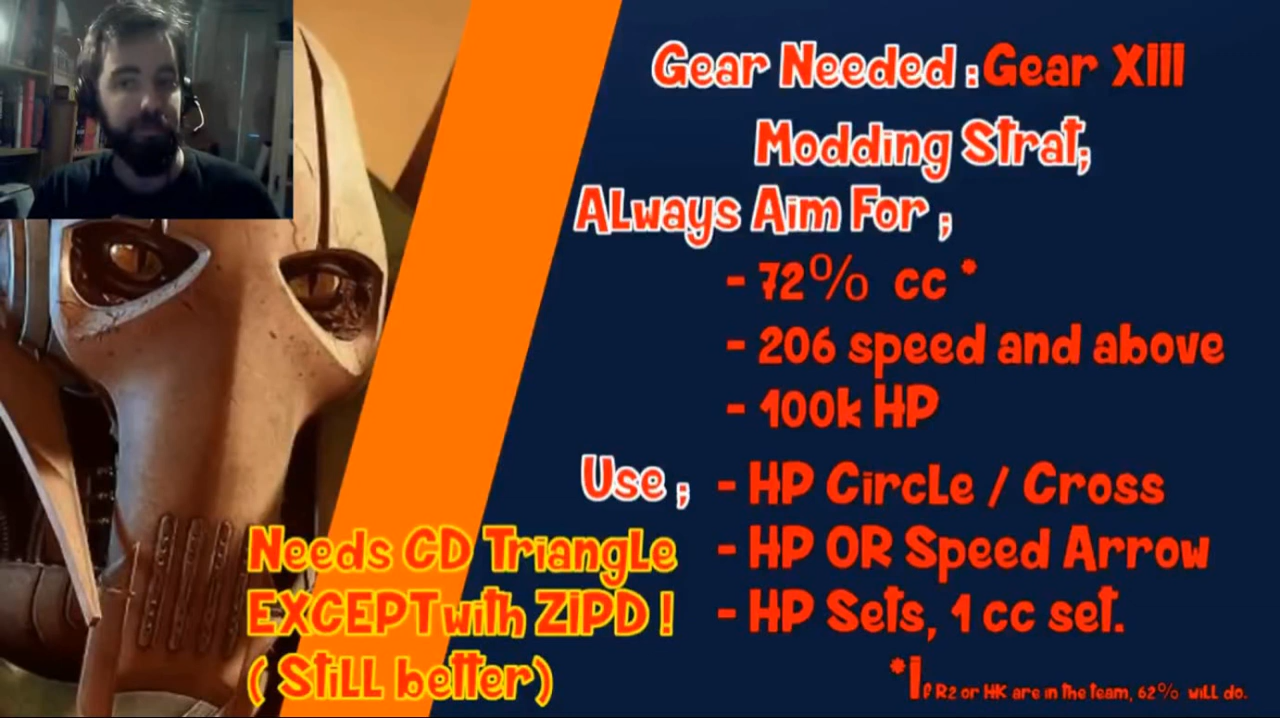 Gear Needed : Gear XIII
Modding Strat;
ALways Aim For ;
- 72% cc *
- 206 speed and above
- 100k HP
Use ; - HP Circle / Cross
- HP OR Speed Arrow
- HP Sets, 1 cc set.
Needs CD Triangle
EXCEPT with ZIPD !
( Still better)
*If R2 or HK are in the team, 62% will do.